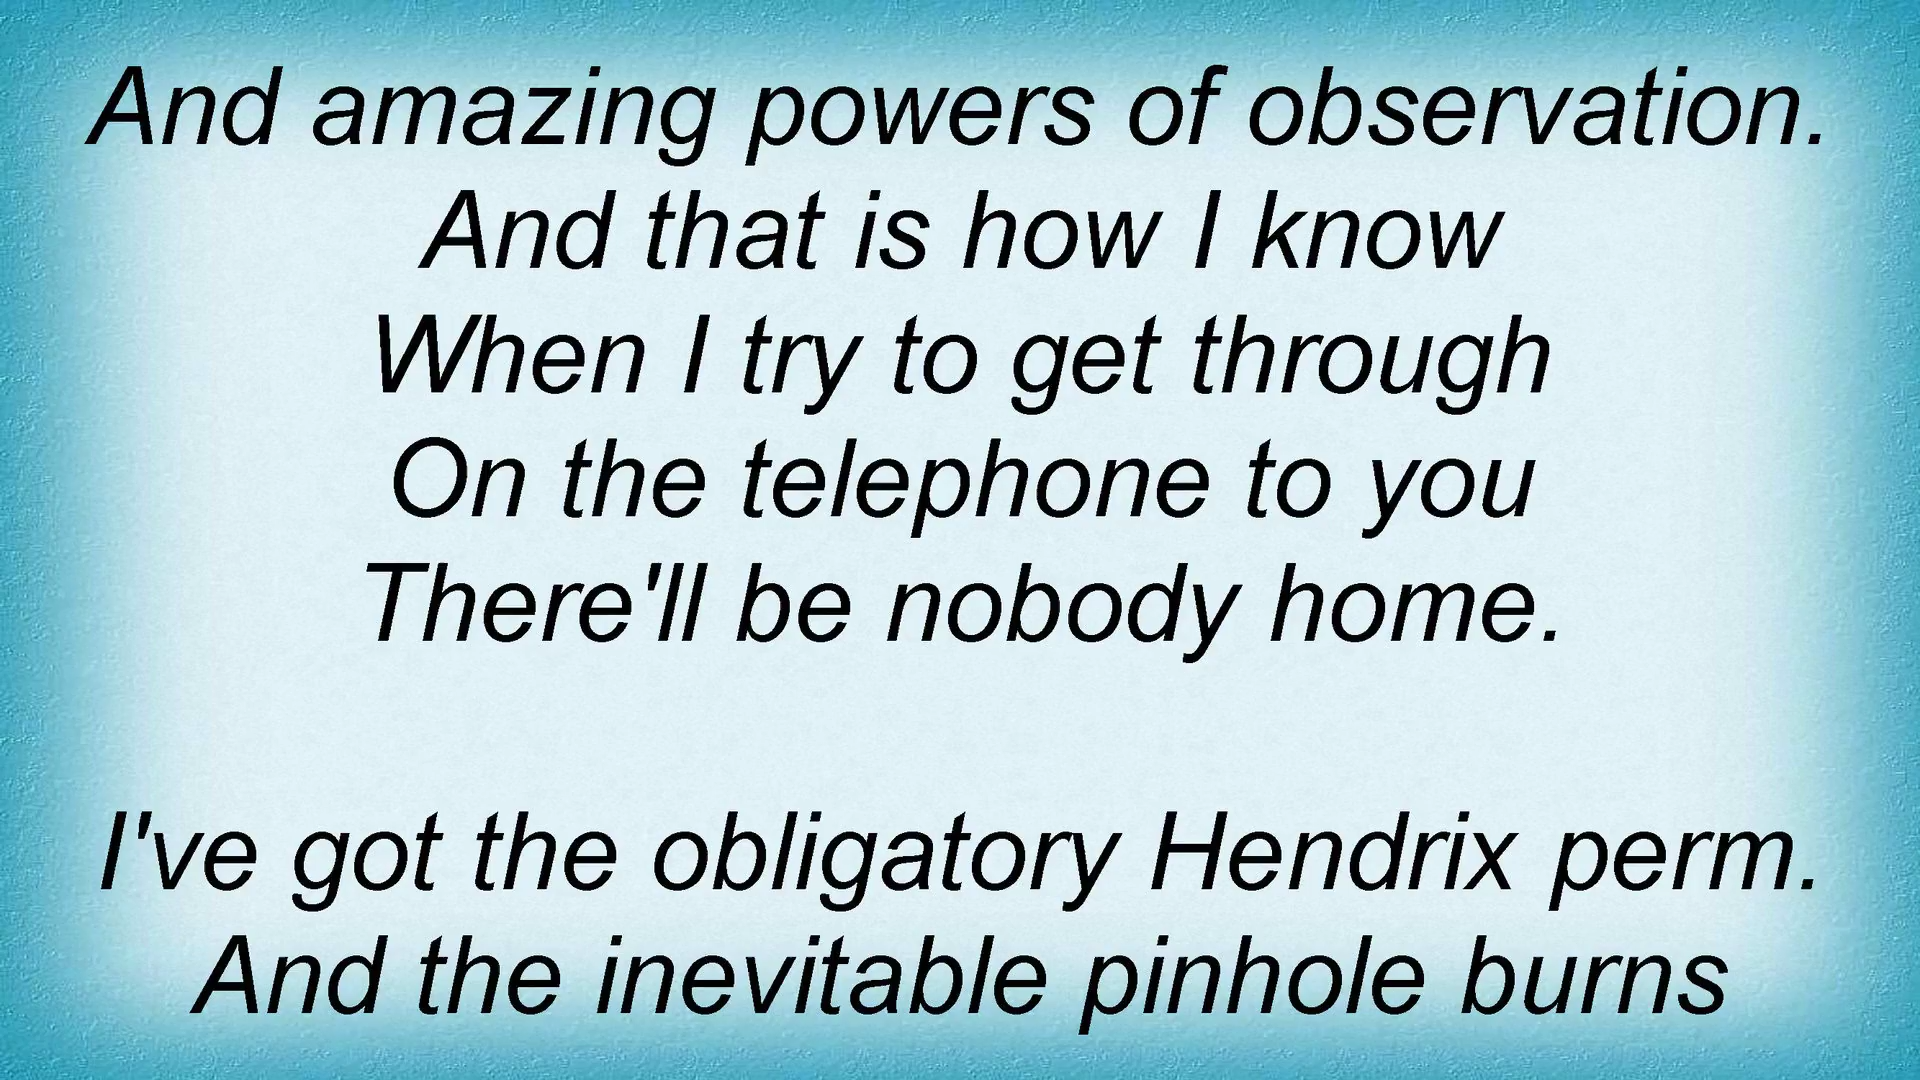 And amazing powers of observation.
And that is how I know
When I try to get through
On the telephone to you
There'll be nobody home.
I've got the obligatory Hendrix perm.
And the inevitable pinhole burns